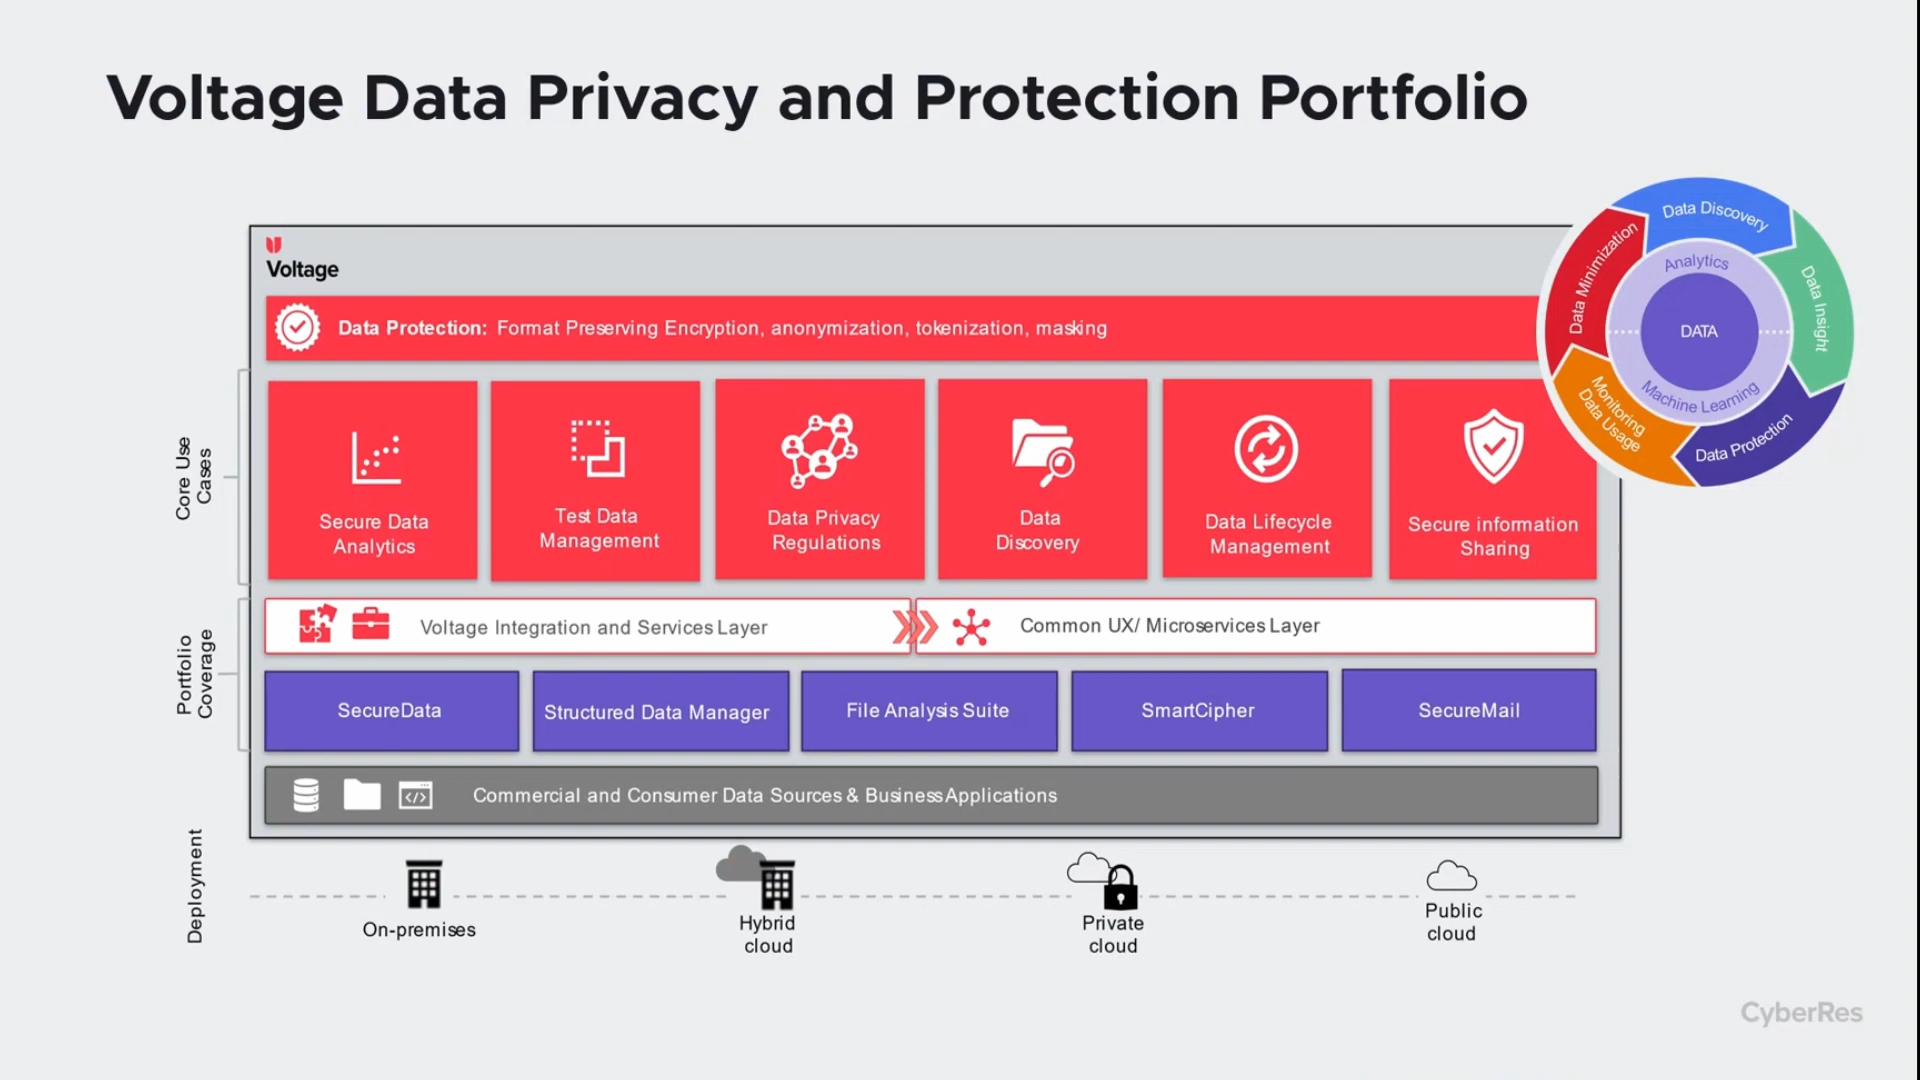 Voltage Data Privacy and Protection Portfolio
Voltage
Data Protection: Format Preserving Encryption, anonymization, tokenization, masking
Data Discovery
Data Insight
Data Protection
Monitoring
Data Usage
Data Minimization
Analytics
DATA
Machine Learning
Core Use
Cases
Secure Data
Analytics
Test Data
Management
Data Privacy
Regulations
Data
Discovery
Data Lifecycle
Management
Secure information
Sharing
Portfolio
Coverage
Voltage Integration and Services Layer
Common UX/ Microservices Layer
SecureData
Structured Data Manager
File Analysis Suite
SmartCipher
SecureMail
Commercial and Consumer Data Sources & Business Applications
Deployment
On-premises
Hybrid
cloud
Private
cloud
Public
cloud
CyberRes